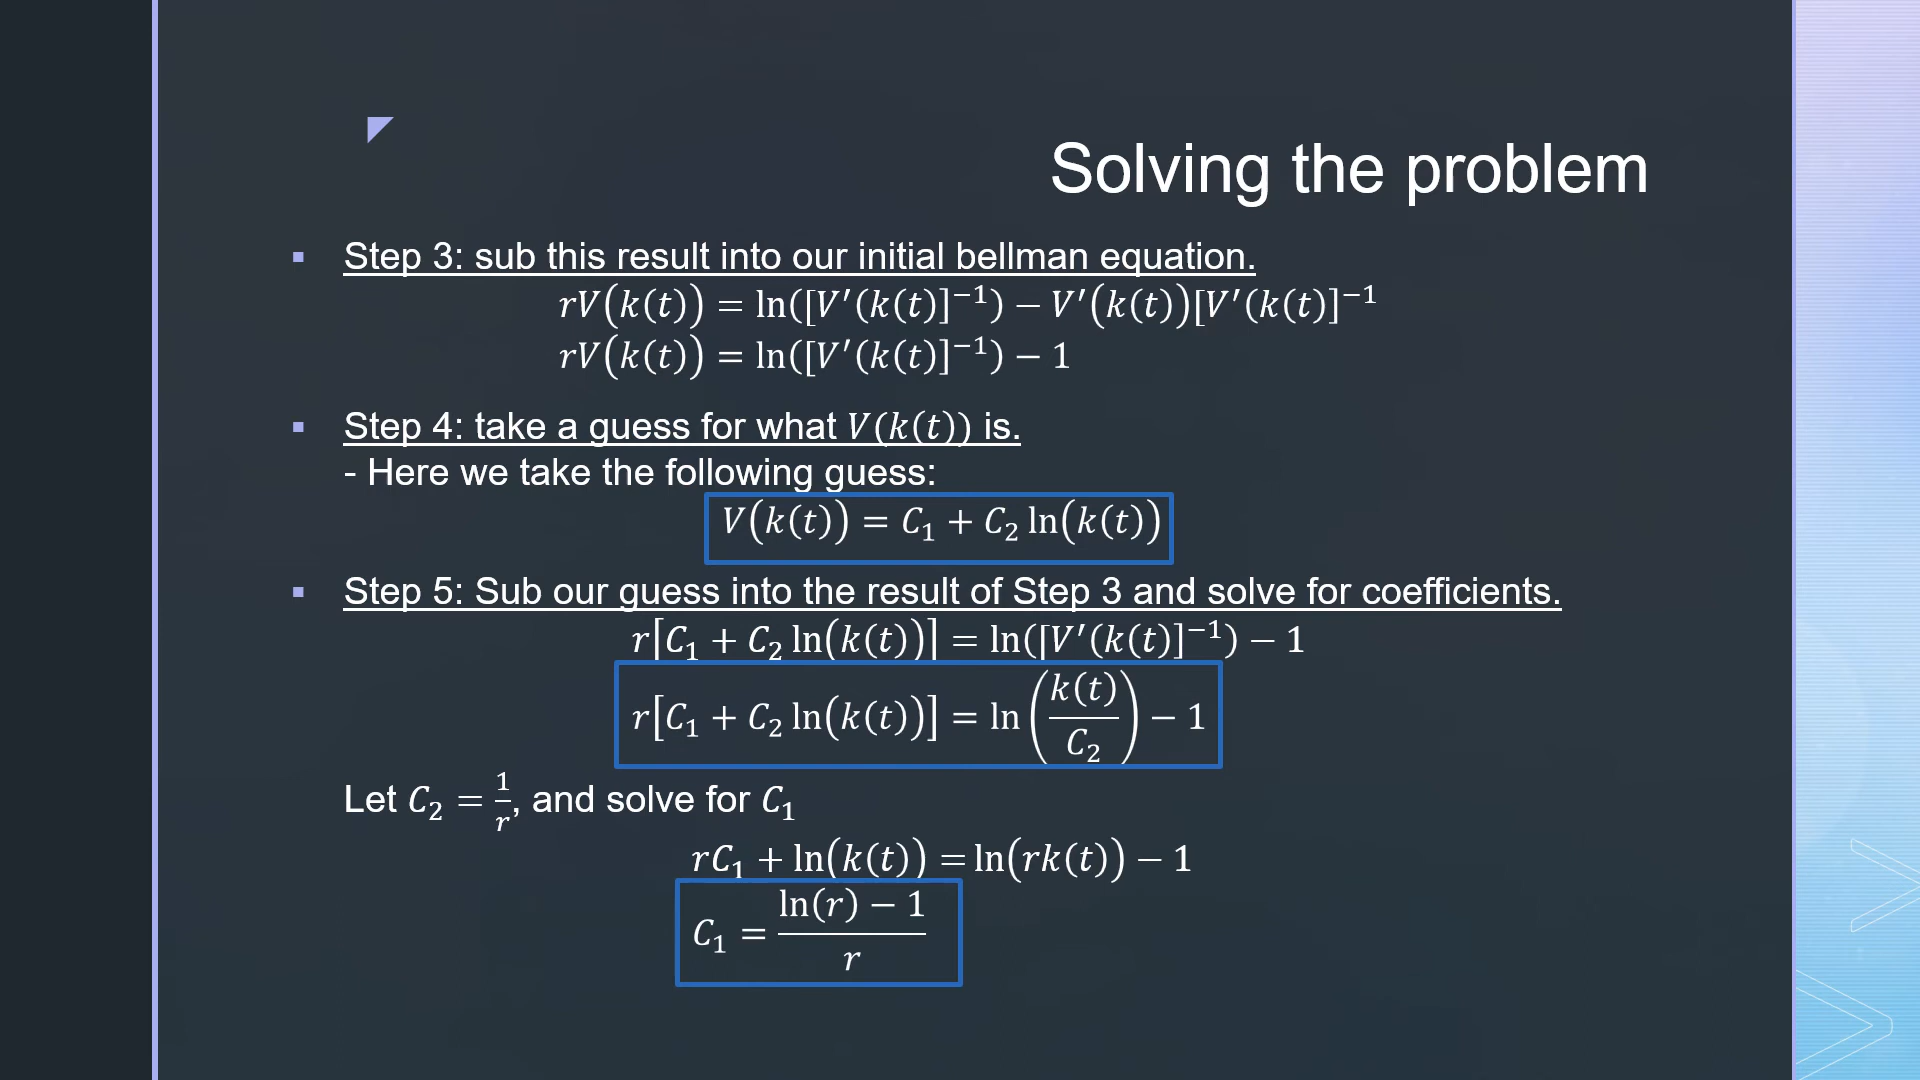 Solving the problem
▪ Step 3: sub this result into our initial bellman equation.
rV(k(t)) = ln([V′(k(t)]⁻¹) − V′(k(t))[V′(k(t)]⁻¹
rV(k(t)) = ln([V′(k(t)]⁻¹) − 1
▪ Step 4: take a guess for what V(k(t)) is.
- Here we take the following guess:
V(k(t)) = C₁ + C₂ ln(k(t))
▪ Step 5: Sub our guess into the result of Step 3 and solve for coefficients.
r[C₁ + C₂ ln(k(t))] = ln([V′(k(t)]⁻¹) − 1
r[C₁ + C₂ ln(k(t))] = ln(k(t)/C₂) − 1
Let C₂ = 1/r, and solve for C₁
rC₁ + ln(k(t)) = ln(rk(t)) − 1
C₁ = (ln(r) − 1)/r